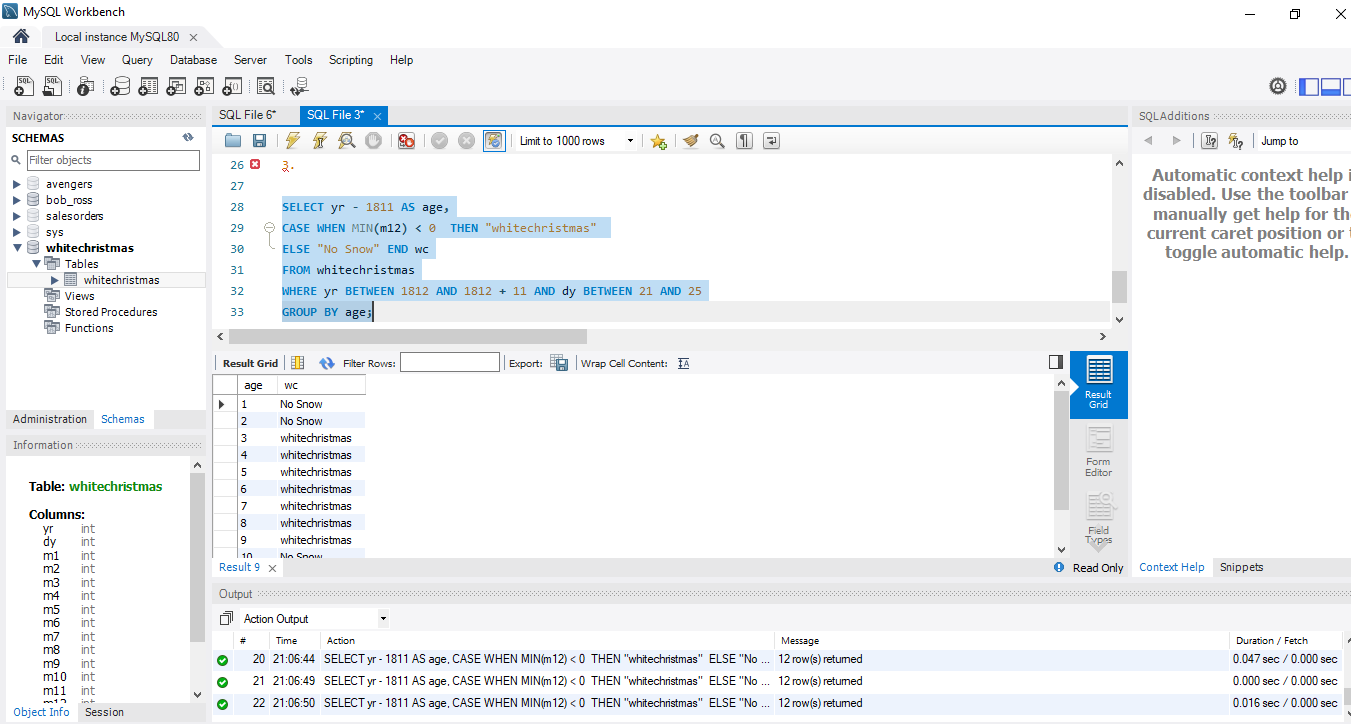 MySQL Workbench
Local instance MySQL80
File Edit View Query Database Server Tools Scripting Help
Navigator
SCHEMAS
Filter objects
avengers
bob_ross
salesorders
sys
whitechristmas
Tables
whitechristmas
Views
Stored Procedures
Functions
Administration Schemas
Information
Table: whitechristmas
Columns:
yr int
dy int
m1 int
m2 int
m3 int
m4 int
m5 int
m6 int
m7 int
m8 int
m9 int
m10 int
m11 int
m12 int
Object Info Session
SQL File 6* SQL File 3*
Limit to 1000 rows
26 3.
27
28 SELECT yr - 1811 AS age,
29 CASE WHEN MIN(m12) < 0 THEN "whitechristmas"
30 ELSE "No Snow" END wc
31 FROM whitechristmas
32 WHERE yr BETWEEN 1812 AND 1812 + 11 AND dy BETWEEN 21 AND 25
33 GROUP BY age;
Result Grid Filter Rows: Export: Wrap Cell Content:
age wc
1 No Snow
2 No Snow
3 whitechristmas
4 whitechristmas
5 whitechristmas
6 whitechristmas
7 whitechristmas
8 whitechristmas
9 whitechristmas
10 No Snow
Result Grid
Form Editor
Field Types
Result 9 Read Only
Output
Action Output
# Time Action Message Duration / Fetch
20 21:06:44 SELECT yr - 1811 AS age, CASE WHEN MIN(m12) < 0 THEN "whitechristmas" ELSE "No ... 12 row(s) returned 0.047 sec / 0.000 sec
21 21:06:49 SELECT yr - 1811 AS age, CASE WHEN MIN(m12) < 0 THEN "whitechristmas" ELSE "No ... 12 row(s) returned 0.000 sec / 0.000 sec
22 21:06:50 SELECT yr - 1811 AS age, CASE WHEN MIN(m12) < 0 THEN "whitechristmas" ELSE "No ... 12 row(s) returned 0.016 sec / 0.000 sec
SQLAdditions
Jump to
Automatic context help i
disabled. Use the toolbar
manually get help for the
current caret position or t
toggle automatic help.
Context Help Snippets